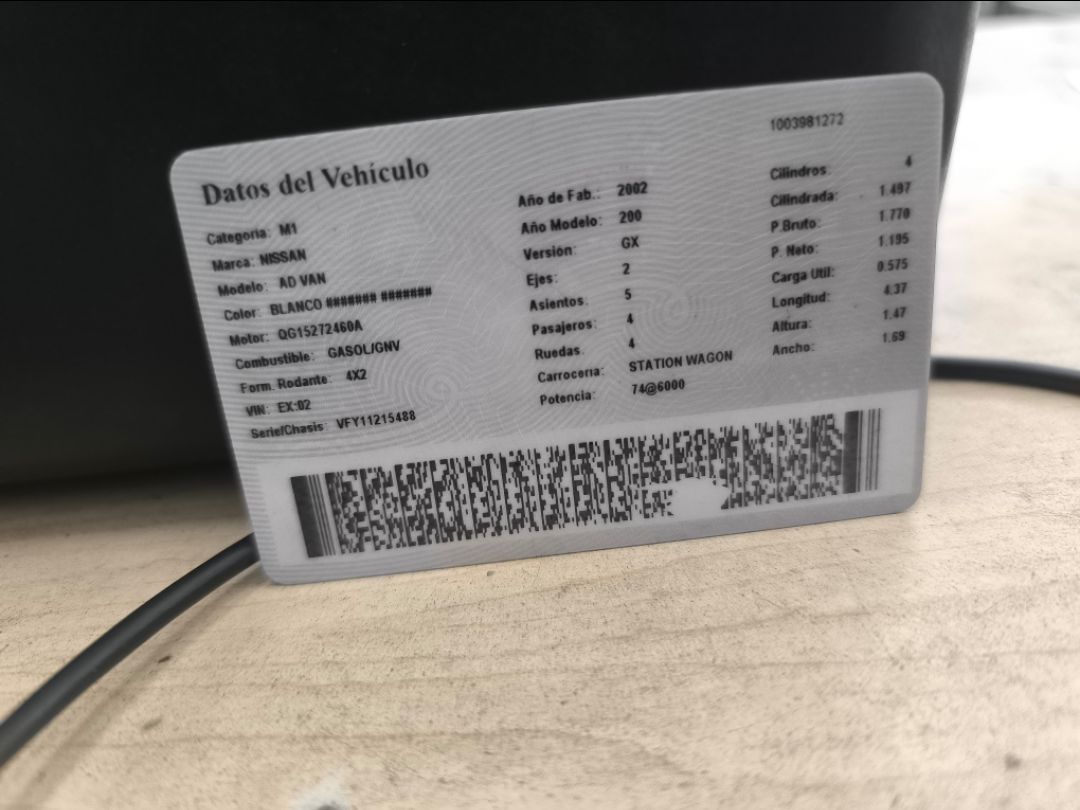 1003981272
Datos del Vehículo
Categoria: M1
Marca: NISSAN
Modelo: AD VAN
Color: BLANCO ####### #######
Motor: QG15272460A
Combustible: GASOL/GNV
Form. Rodante: 4X2
VIN: EX:02
Serie/Chasis: VFY11215488
Año de Fab.: 2002
Año Modelo: 200
Versión: GX
Ejes: 2
Asientos: 5
Pasajeros: 4
Ruedas: 4
Carrocería: STATION WAGON
Potencia: 74@6000
Cilindros: 4
Cilindrada: 1.497
P.Bruto: 1.770
P. Neto: 1.195
Carga Util: 0.575
Longitud: 4.37
Altura: 1.47
Ancho: 1.69